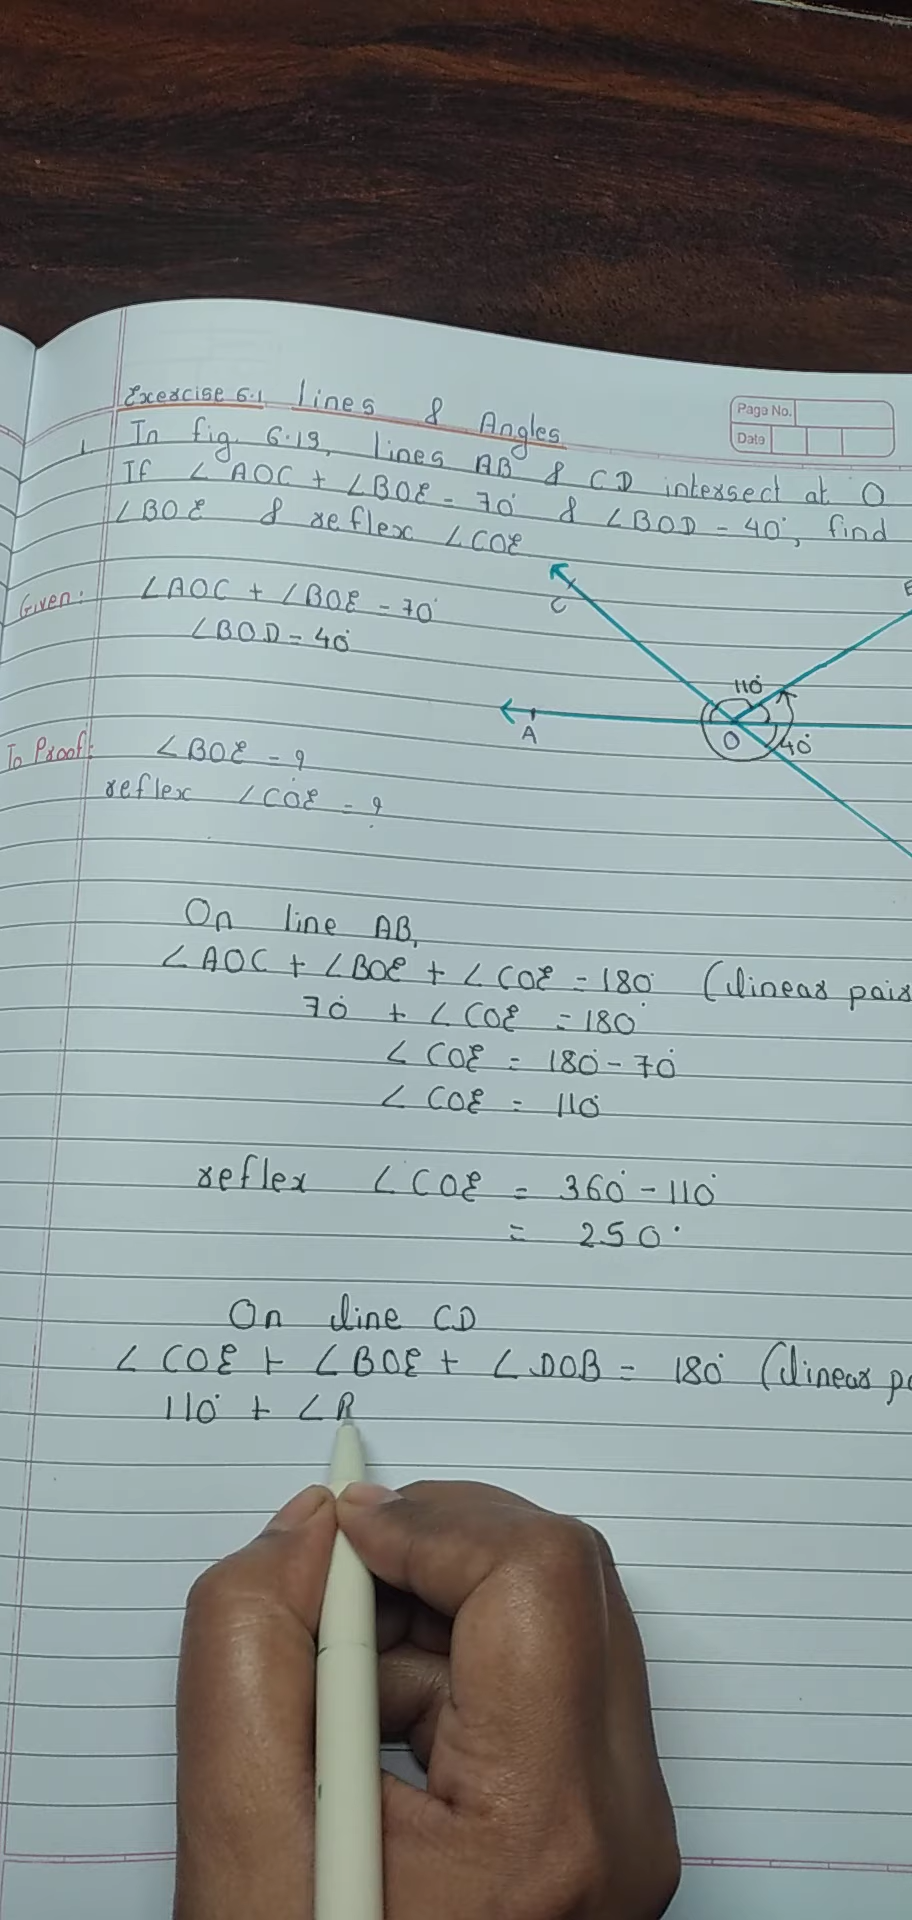 Exercise 6.1 Lines & Angles
Page No.
Date
1. In fig. 6.13, lines AB & CD intersect at O
If ∠AOC + ∠BOE = 70° & ∠BOD = 40°, find
∠BOE & reflex ∠COE
Given: ∠AOC + ∠BOE = 70°
∠BOD = 40°
C
110°
A
O
40°
To Proof: ∠BOE = ?
reflex ∠COE = ?
On line AB,
∠AOC + ∠BOE + ∠COE = 180° (linear pair
70° + ∠COE = 180°
∠COE = 180° - 70°
∠COE = 110°
reflex ∠COE = 360° - 110°
= 250°
On line CD
∠COE + ∠BOE + ∠DOB = 180° (linear
110° + ∠